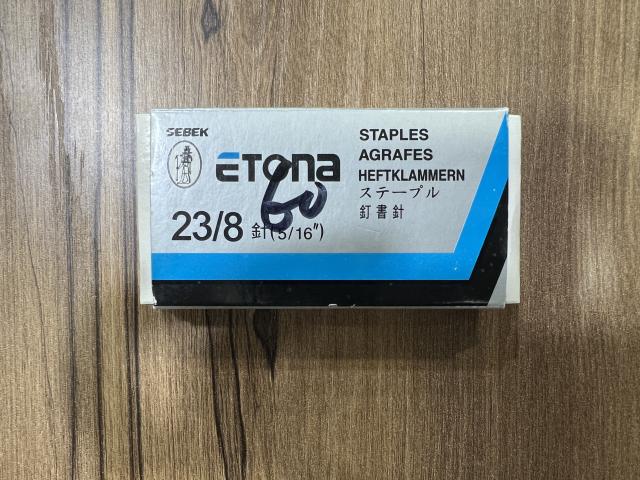 SEBEK
ETONA
60
23/8 針(5/16")
STAPLES
AGRAFES
HEFTKLAMMERN
ステープル
釘書針